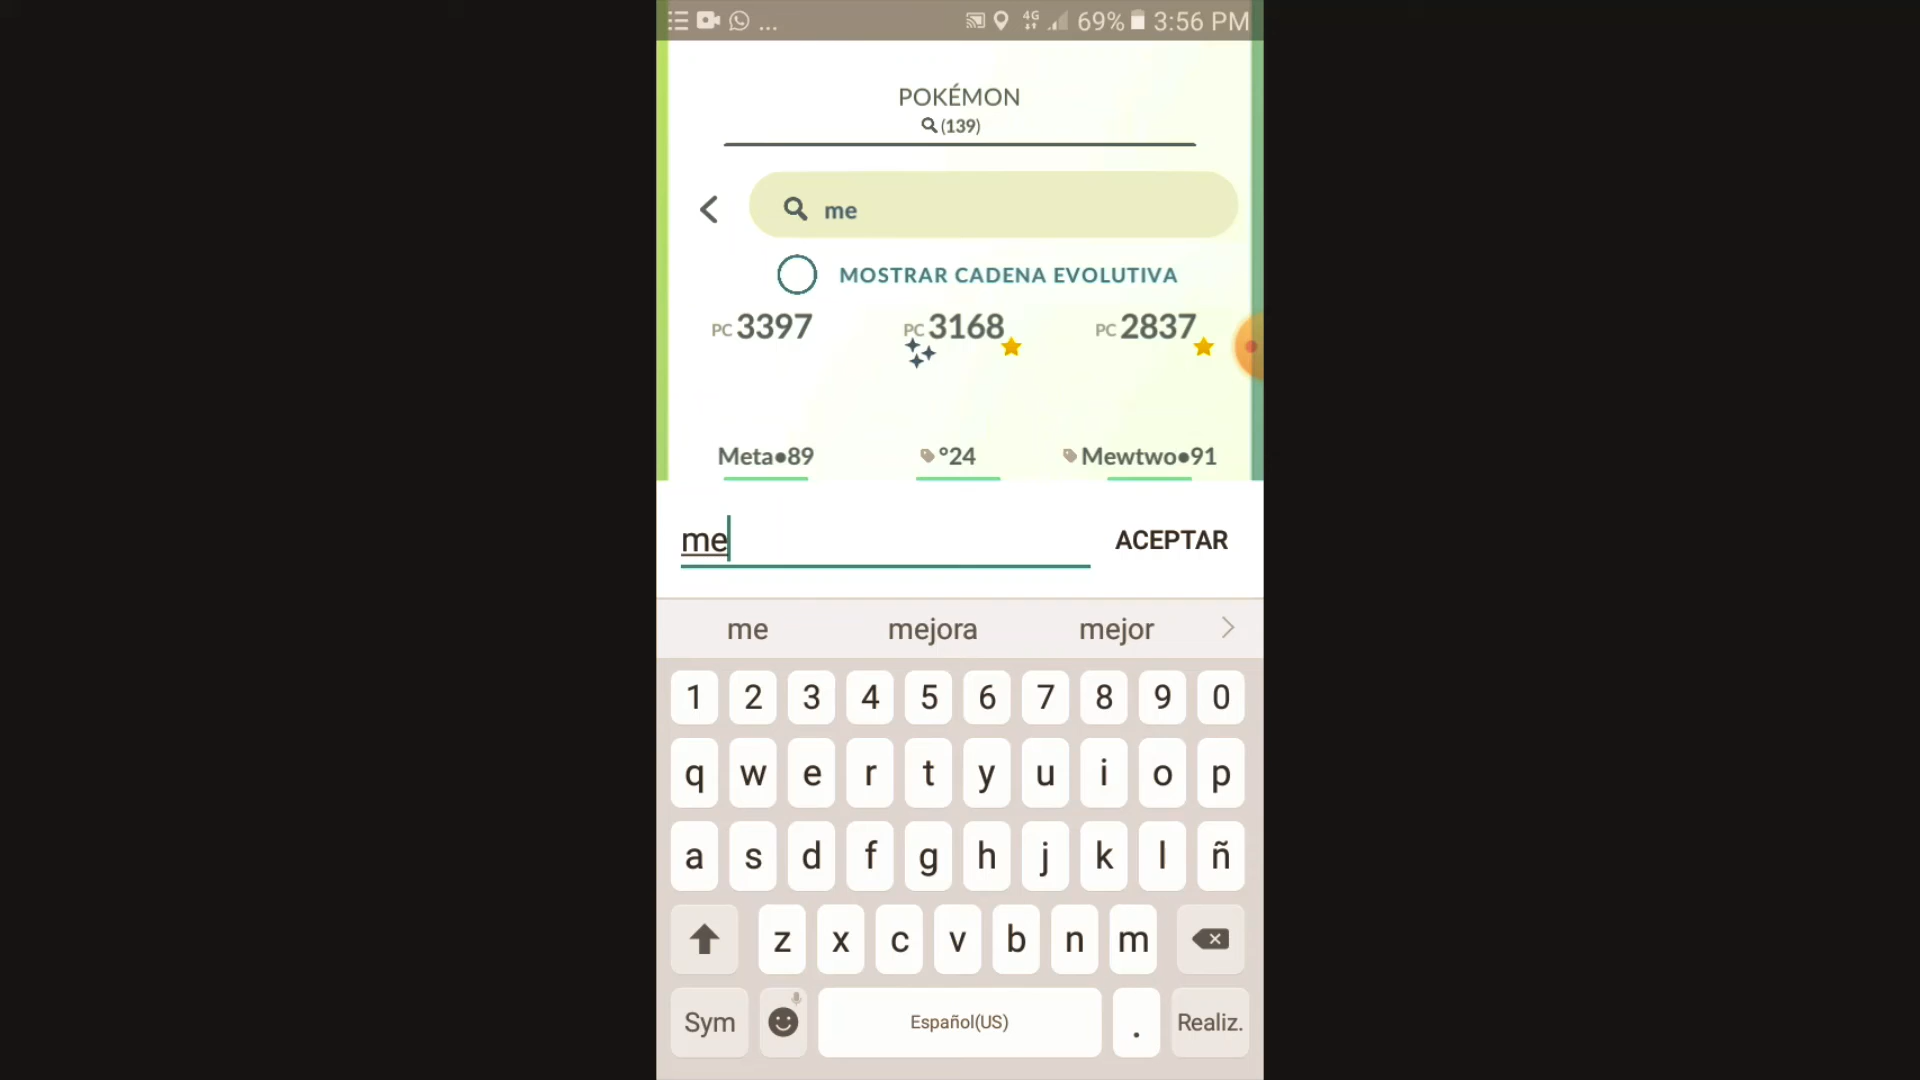 ... 4G 69% 3:56 PM
POKÉMON
(139)
me
MOSTRAR CADENA EVOLUTIVA
PC 3397 PC 3168 PC 2837
Meta●89 °24 Mewtwo●91
me ACEPTAR
me mejora mejor
1 2 3 4 5 6 7 8 9 0
q w e r t y u i o p
a s d f g h j k l ñ
z x c v b n m
Sym Español(US) . Realiz.